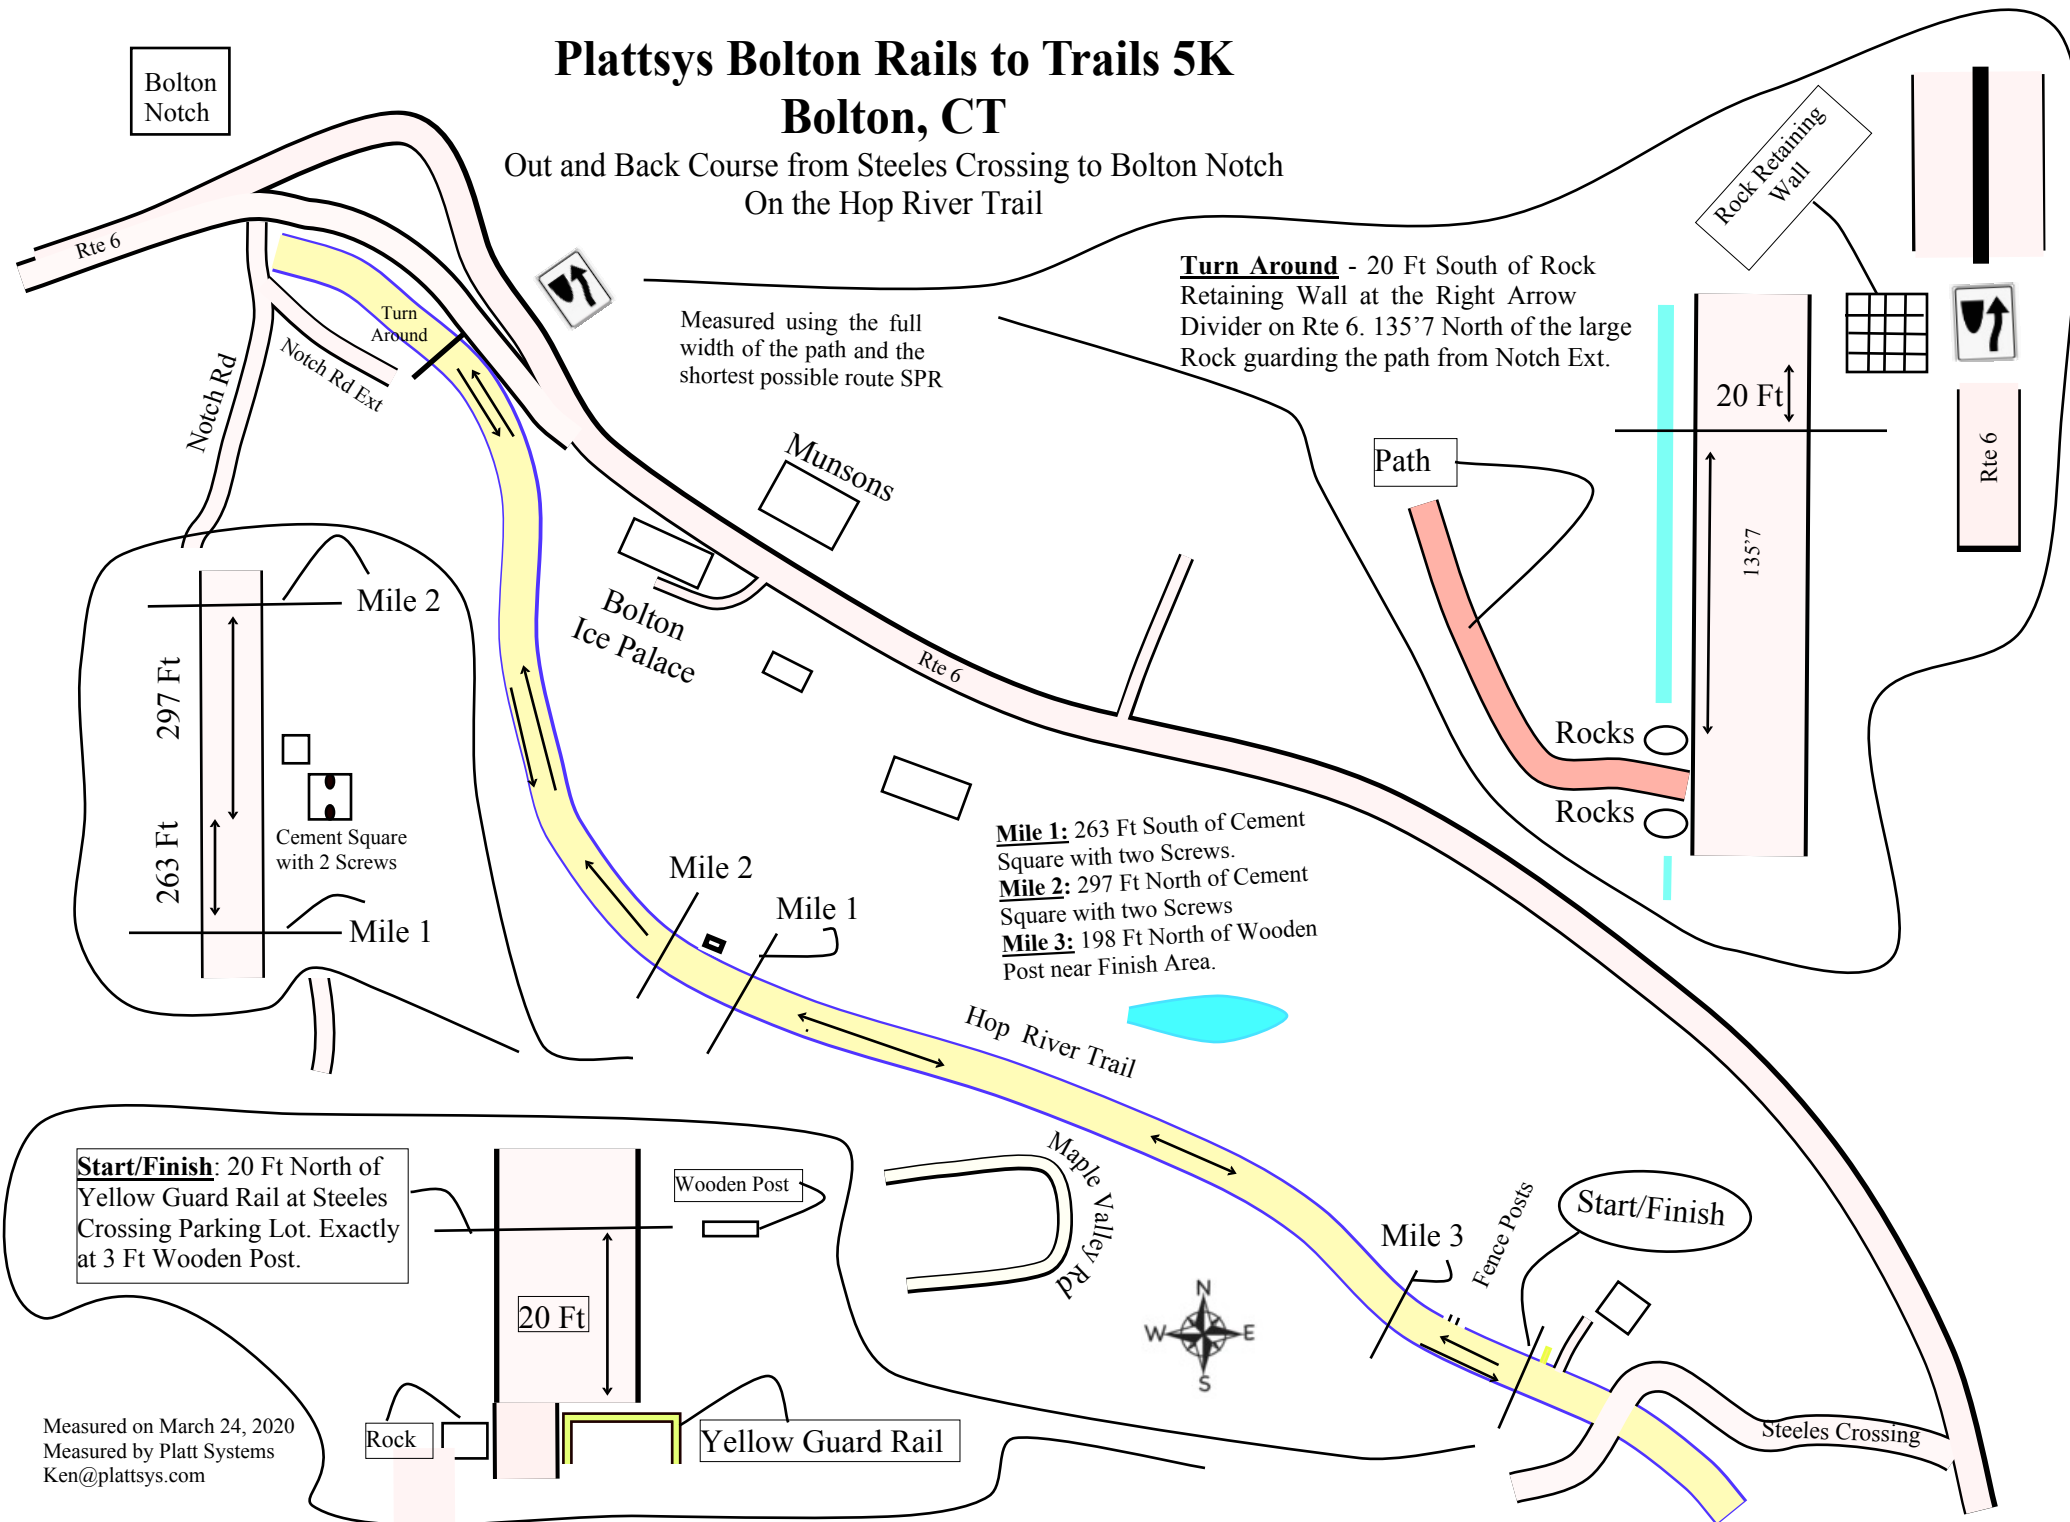 Plattsys Bolton Rails to Trails 5K
Bolton, CT
Out and Back Course from Steeles Crossing to Bolton Notch
On the Hop River Trail
Bolton
Notch
Rte 6
Turn
Around
Notch Rd
Notch Rd Ext
Measured using the full
width of the path and the
shortest possible route SPR
Turn Around - 20 Ft South of Rock
Retaining Wall at the Right Arrow
Divider on Rte 6. 135'7 North of the large
Rock guarding the path from Notch Ext.
Rock Retaining
Wall
20 Ft
Rte 6
Path
135'7
Rocks
Rocks
Munsons
Bolton
Ice Palace
Rte 6
Mile 2
297 Ft
263 Ft
Cement Square
with 2 Screws
Mile 1
Mile 2
Mile 1
Mile 1: 263 Ft South of Cement
Square with two Screws.
Mile 2: 297 Ft North of Cement
Square with two Screws
Mile 3: 198 Ft North of Wooden
Post near Finish Area.
Hop River Trail
Maple Valley Rd
Mile 3
Fence Posts
Start/Finish
N
W
E
S
Steeles Crossing
Start/Finish: 20 Ft North of
Yellow Guard Rail at Steeles
Crossing Parking Lot. Exactly
at 3 Ft Wooden Post.
Wooden Post
20 Ft
Rock
Yellow Guard Rail
Measured on March 24, 2020
Measured by Platt Systems
Ken@plattsys.com